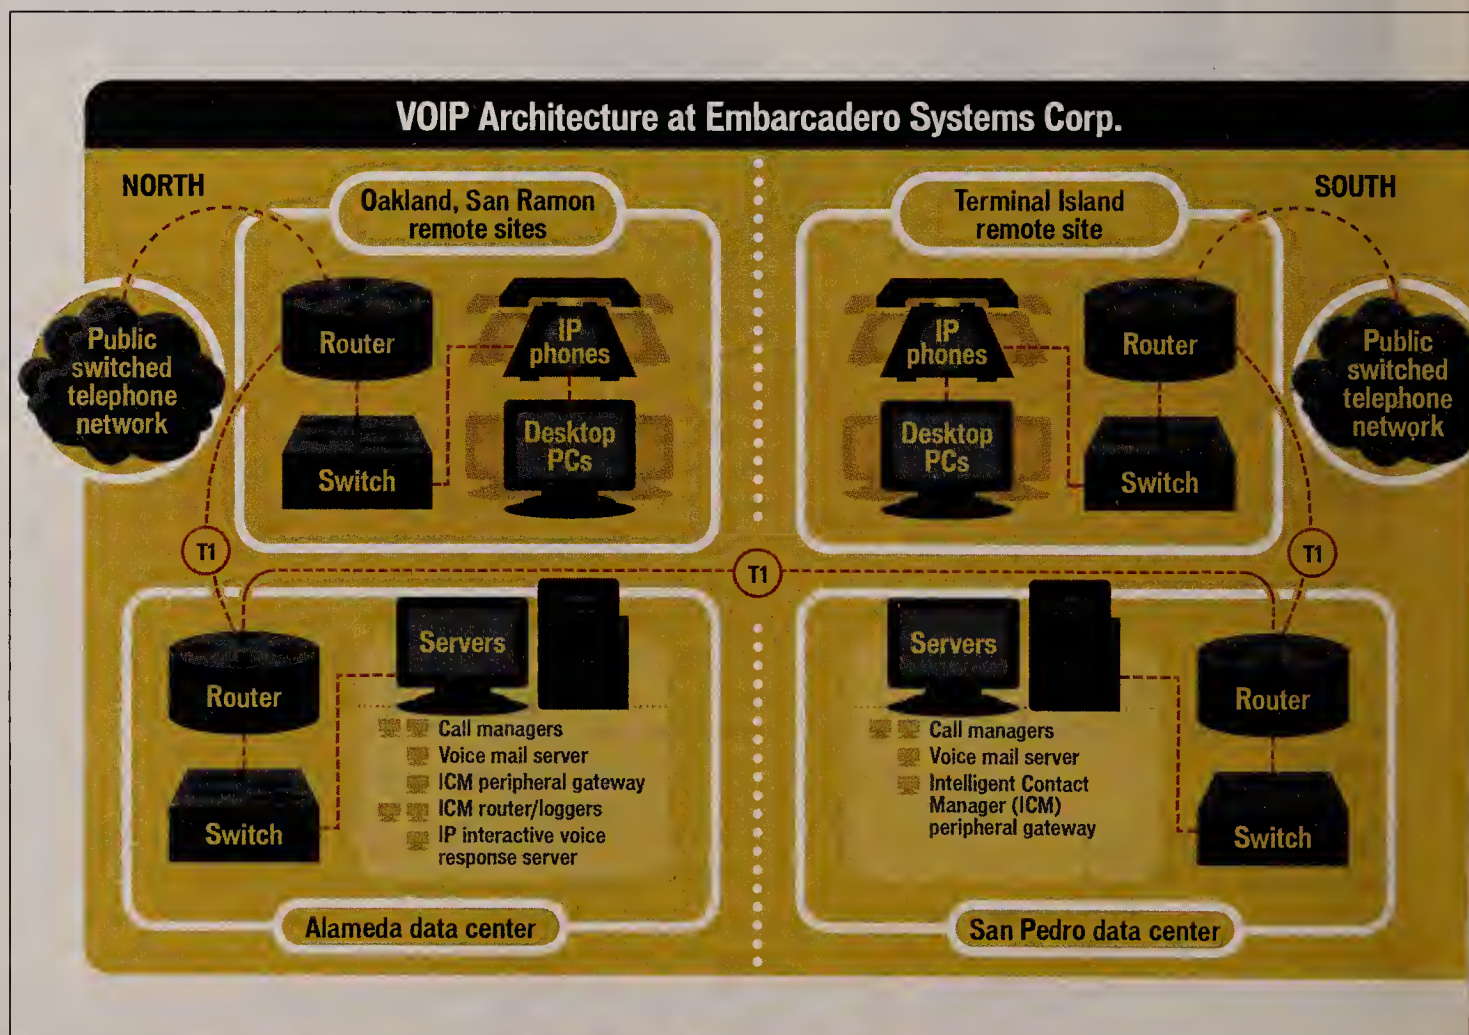 VOIP Architecture at Embarcadero Systems Corp.
NORTH
Oakland, San Ramon
remote sites
Public
switched
telephone
network
Router
IP
phones
Switch
Desktop
PCs
T1
SOUTH
Terminal Island
remote site
IP
phones
Router
Desktop
PCs
Switch
Public
switched
telephone
network
T1
T1
Router
Switch
Servers
Call managers
Voice mail server
ICM peripheral gateway
ICM router/loggers
IP interactive voice
response server
Alameda data center
Servers
Call managers
Voice mail server
Intelligent Contact
Manager (ICM)
peripheral gateway
Router
Switch
San Pedro data center